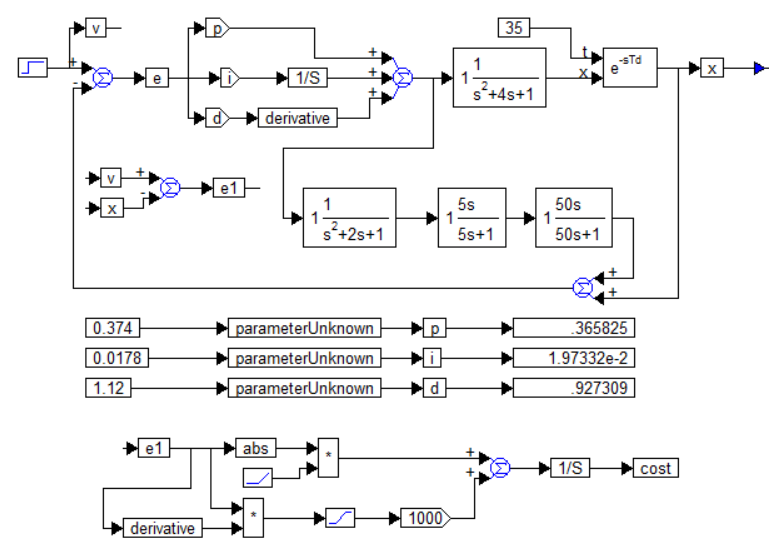 v
p
35
+ + t
- e i 1/S + 1 1/(s²+4s+1) x e^-sTd x
d derivative +
v +
- e1
x
1 1/(s²+2s+1) 1 5s/(5s+1) 1 50s/(50s+1)
+
+
0.374 parameterUnknown p .365825
0.0178 parameterUnknown i 1.97332e-2
1.12 parameterUnknown d .927309
e1 abs * +
+ 1/S cost
derivative * 1000